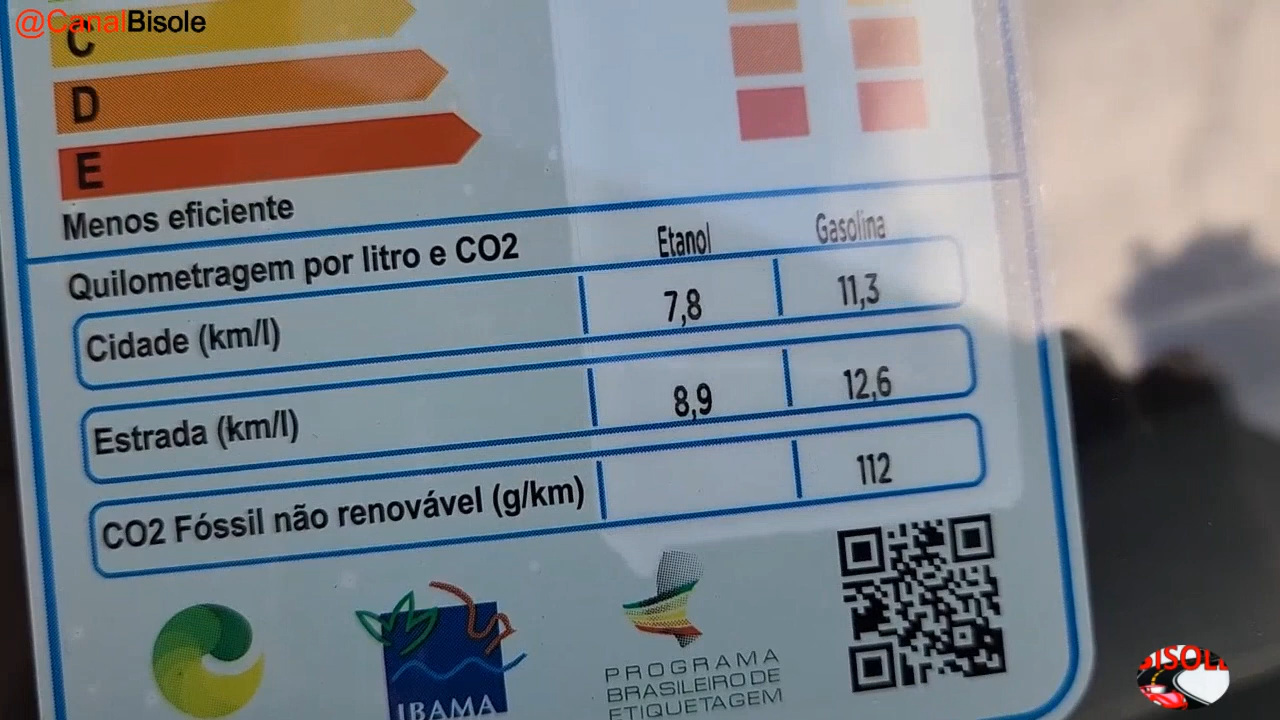 @CanalBisole
C
D
E
Menos eficiente
Quilometragem por litro e CO2 Etanol Gasolina
Cidade (km/l) 7,8 11,3
Estrada (km/l) 8,9 12,6
CO2 Fóssil não renovável (g/km) 112
IBAMA
PROGRAMA
BRASILEIRO DE
ETIQUETAGEM
BISOLE